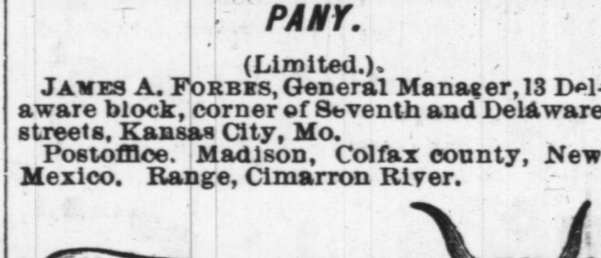 PANY.
(Limited.).
JAMES A. FORBES, General Manager, 13 Del-
aware block, corner of Seventh and Delaware
streets, Kansas City, Mo.
Postoffice. Madison, Colfax county, New
Mexico. Range, Cimarron River.